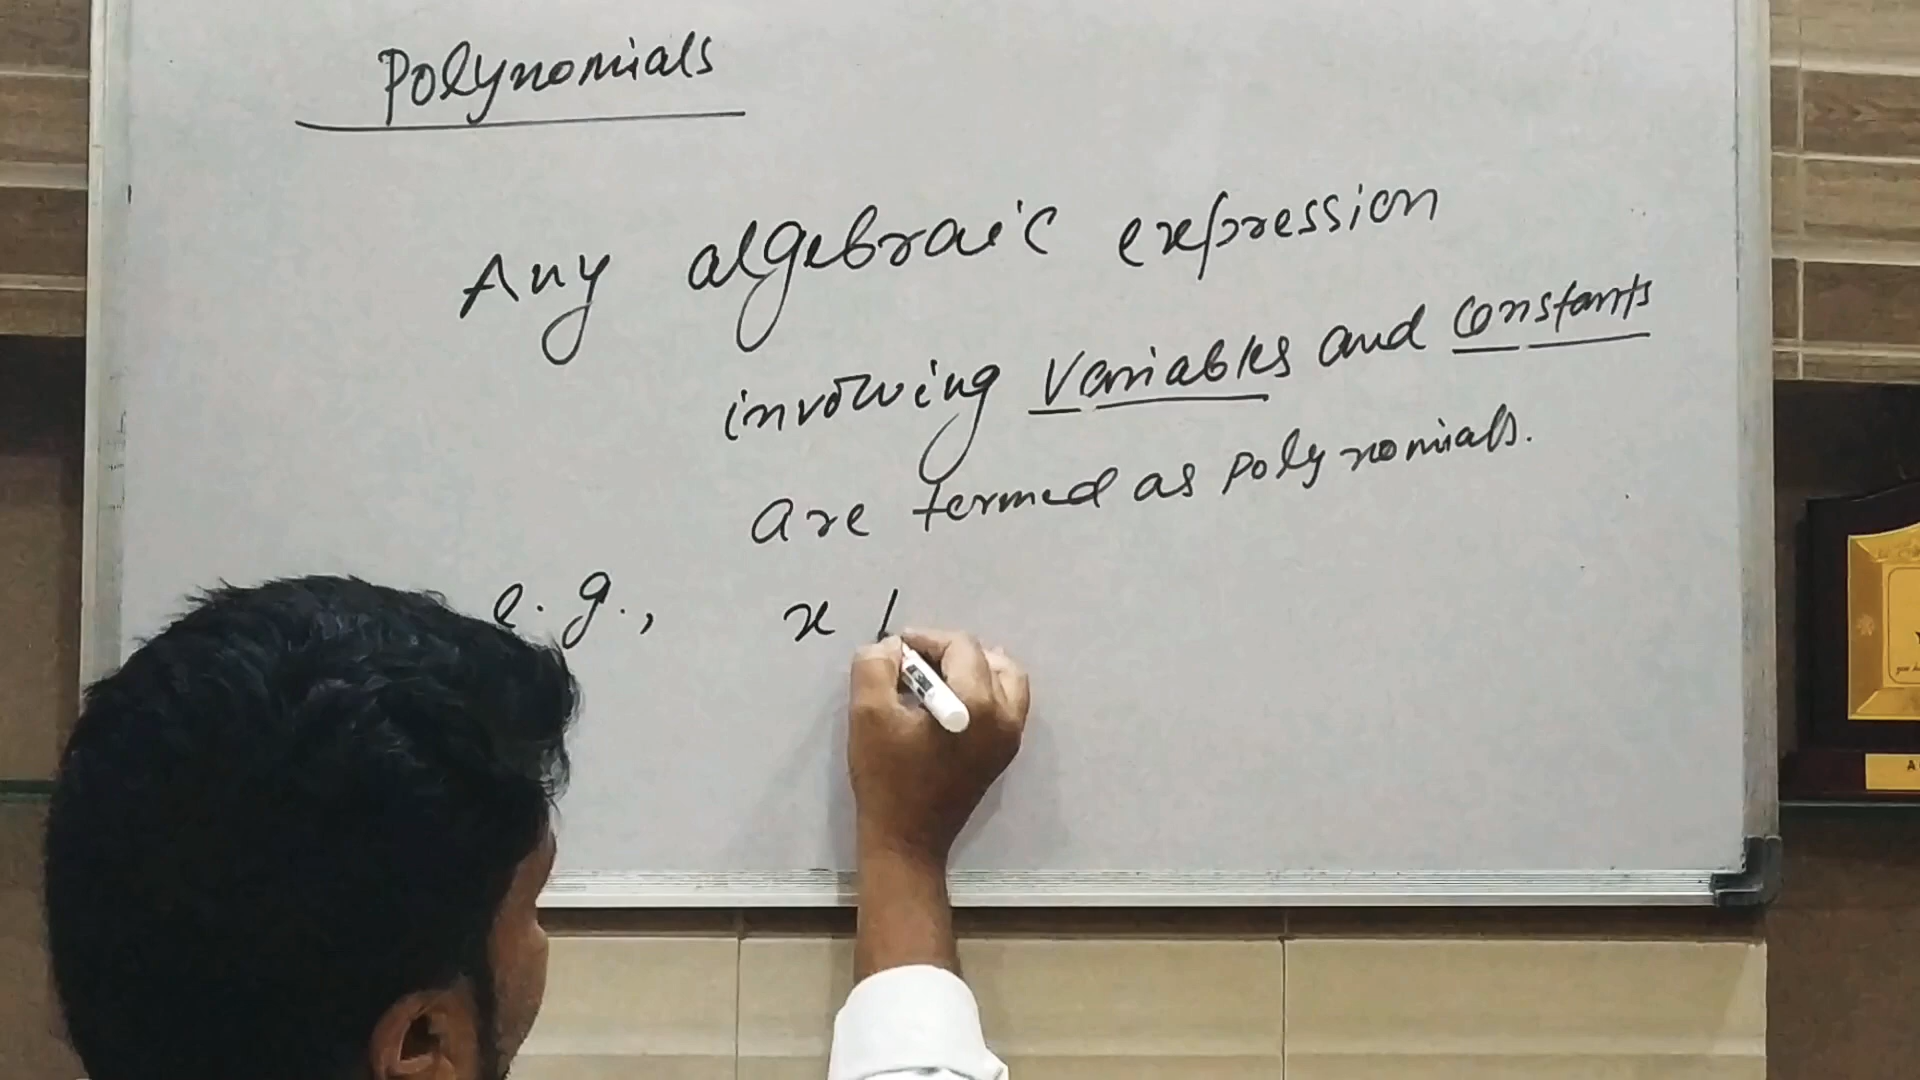 Polynomials
Any algebraic expression
involving variables and constants
are termed as polynomials.
e.g., x